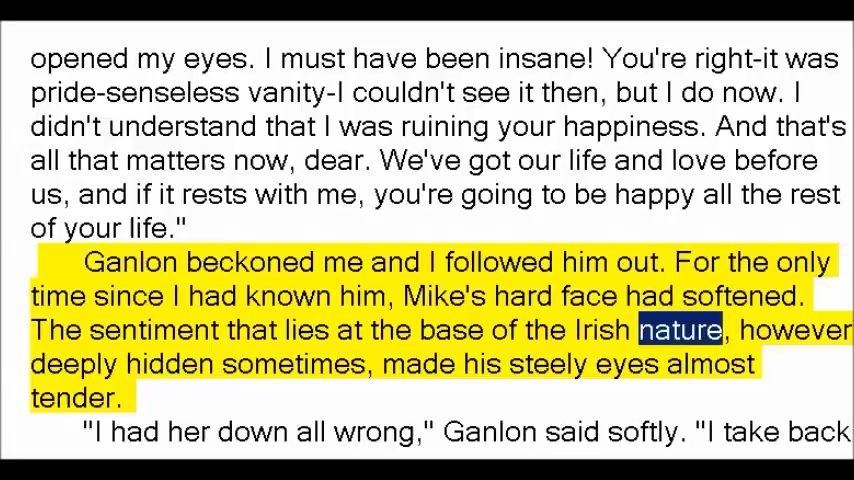 opened my eyes. I must have been insane! You're right-it was
pride-senseless vanity-I couldn't see it then, but I do now. I
didn't understand that I was ruining your happiness. And that's
all that matters now, dear. We've got our life and love before
us, and if it rests with me, you're going to be happy all the rest
of your life."
Ganlon beckoned me and I followed him out. For the only
time since I had known him, Mike's hard face had softened.
The sentiment that lies at the base of the Irish nature, however
deeply hidden sometimes, made his steely eyes almost
tender.
"I had her down all wrong," Ganlon said softly. "I take back